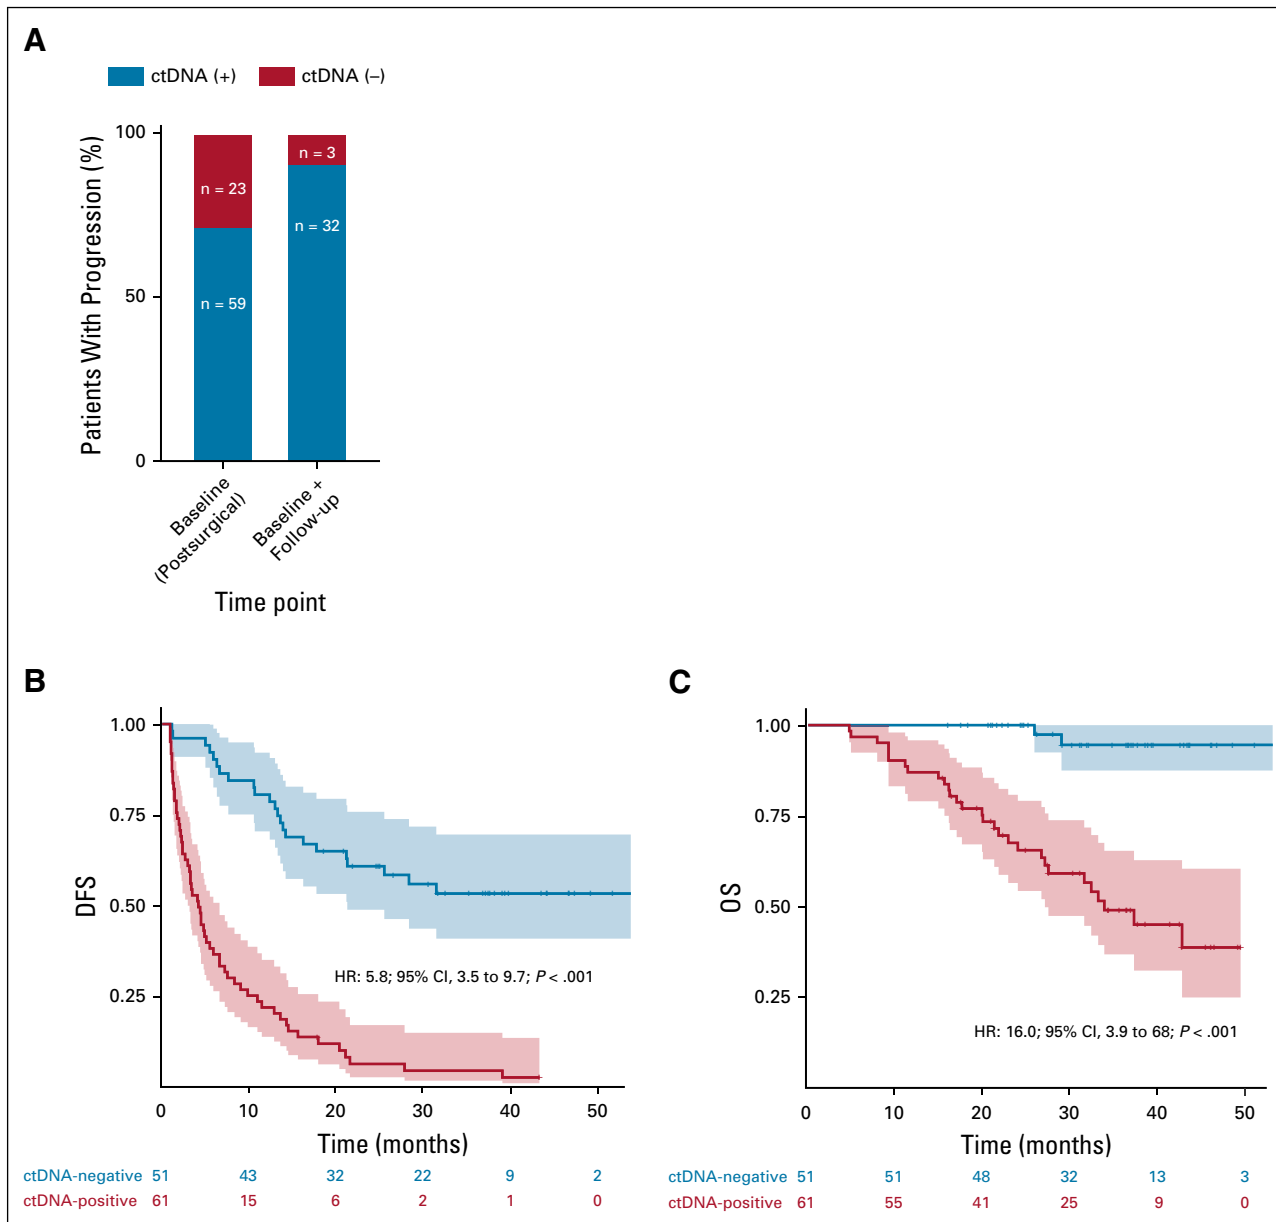 A
ctDNA (+) ctDNA (–)
Patients With Progression (%)
100
50
0
n = 23
n = 59
n = 3
n = 32
Baseline
(Postsurgical)
Baseline +
Follow-up
Time point
B
DFS
1.00
0.75
0.50
0.25
HR: 5.8; 95% CI, 3.5 to 9.7; P < .001
0 10 20 30 40 50
Time (months)
ctDNA-negative 51 43 32 22 9 2
ctDNA-positive 61 15 6 2 1 0
C
OS
1.00
0.75
0.50
0.25
HR: 16.0; 95% CI, 3.9 to 68; P < .001
0 10 20 30 40 50
Time (months)
ctDNA-negative 51 51 48 32 13 3
ctDNA-positive 61 55 41 25 9 0